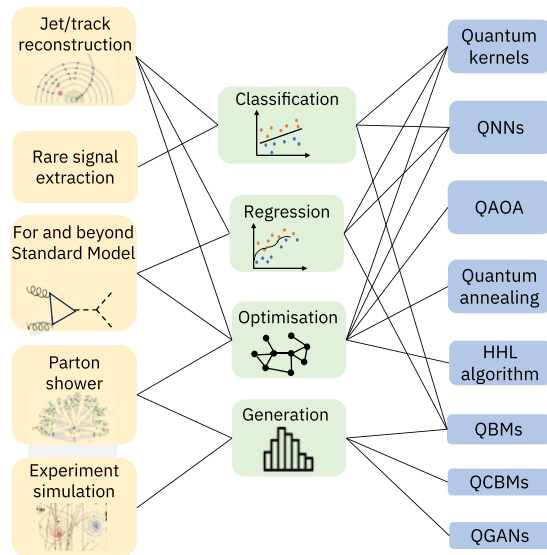 Jet/track
reconstruction
Rare signal
extraction
For and beyond
Standard Model
Parton
shower
Experiment
simulation
Classification
Regression
Optimisation
Generation
Quantum
kernels
QNNs
QAOA
Quantum
annealing
HHL
algorithm
QBMs
QCBMs
QGANs